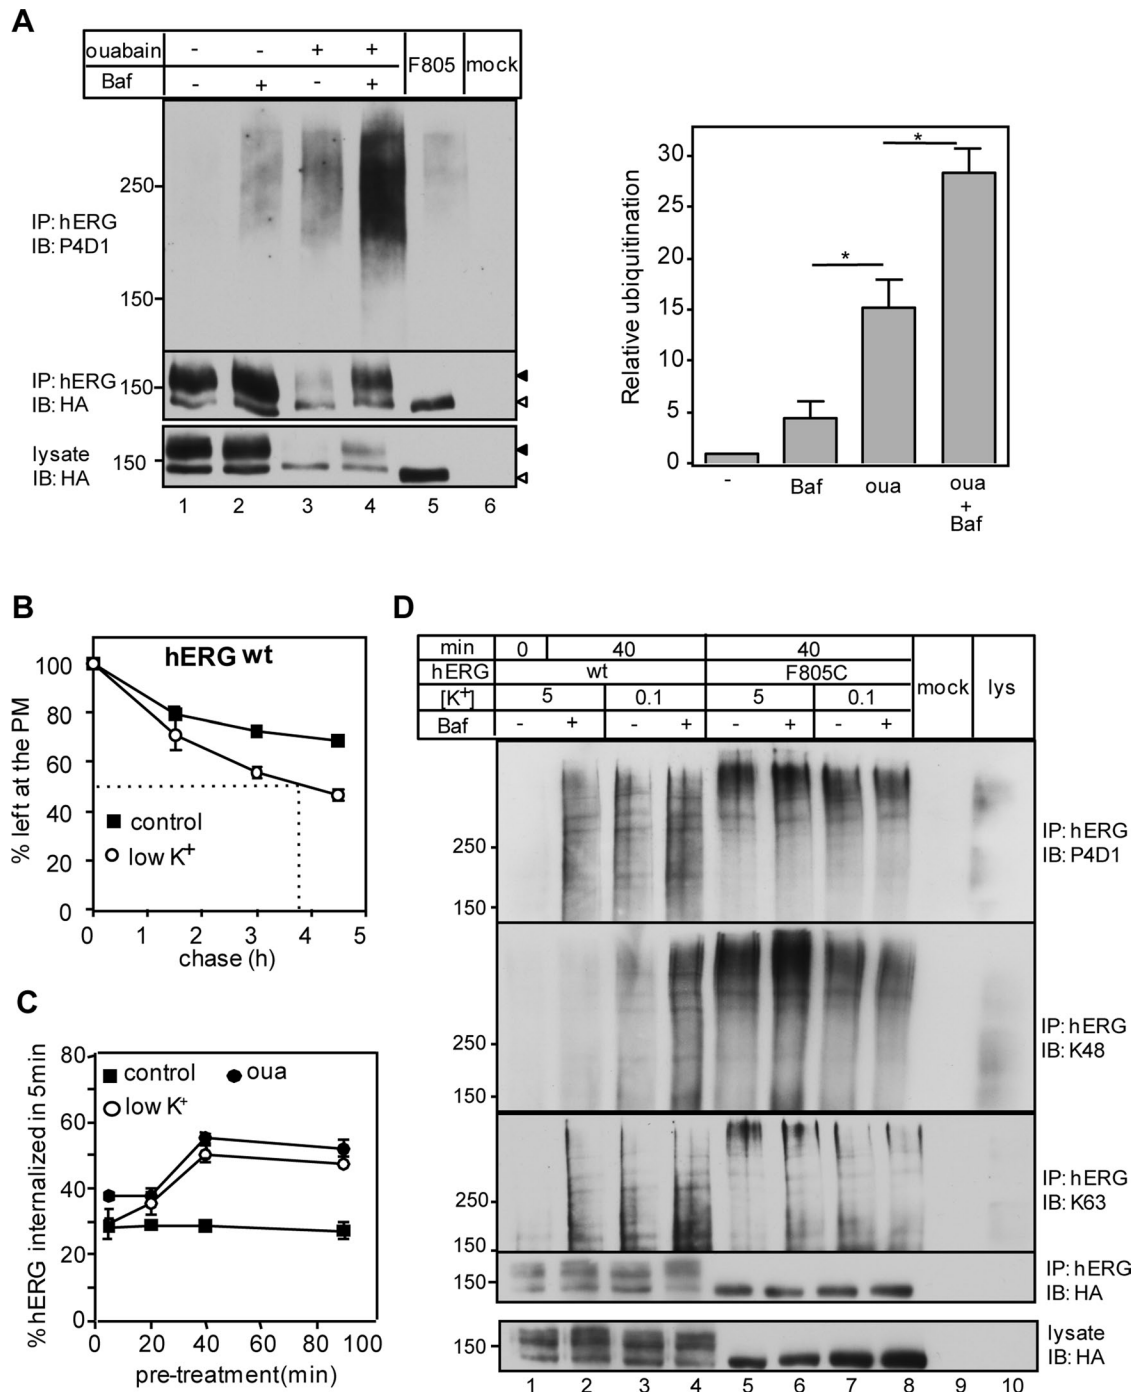 A
ouabain - - + + F805 mock
Baf - + - +
250
150
IP: hERG
IB: P4D1
IP: hERG
IB: HA
150
lysate
IB: HA
150
1 2 3 4 5 6
Relative ubiquitination
30
25
20
15
10
5
0
* *
- Baf oua oua
+
Baf
B
hERG wt
% left at the PM
100
80
60
40
20
0
control
low K+
0 1 2 3 4 5
chase (h)
C
%hERG internalized in 5min
80
60
40
20
0
control oua
low K+
0 20 40 60 80 100
pre-treatment(min)
D
min 0 40 40
hERG wt F805C mock lys
[K+] 5 0.1 5 0.1
Baf - + - + - + - +
250
150
IP: hERG
IB: P4D1
250
150
IP: hERG
IB: K48
250
150
IP: hERG
IB: K63
150
IP: hERG
IB: HA
150
lysate
IB: HA
1 2 3 4 5 6 7 8 9 10